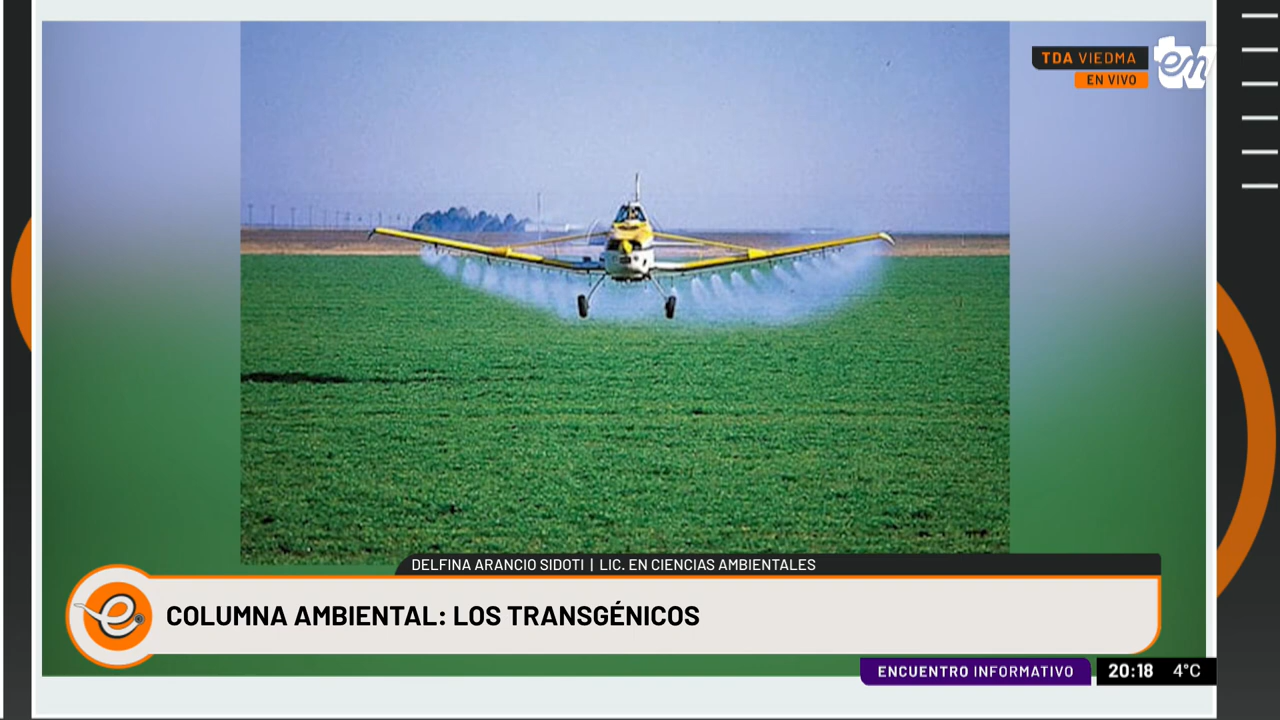 TDA VIEDMA
EN VIVO
en
DELFINA ARANCIO SIDOTI | LIC. EN CIENCIAS AMBIENTALES
e
COLUMNA AMBIENTAL: LOS TRANSGÉNICOS
ENCUENTRO INFORMATIVO
20:18 4°C